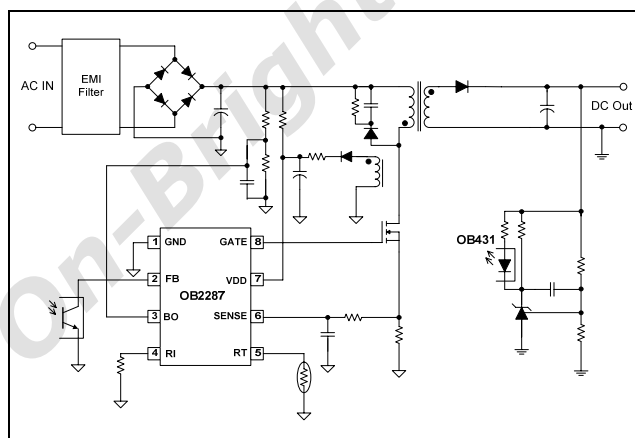 On-Bright
AC IN
EMI
Filter
DC Out
OB431
1 GND
GATE 8
2 FB
VDD 7
OB2287
3 BO
SENSE 6
4 RI
RT 5